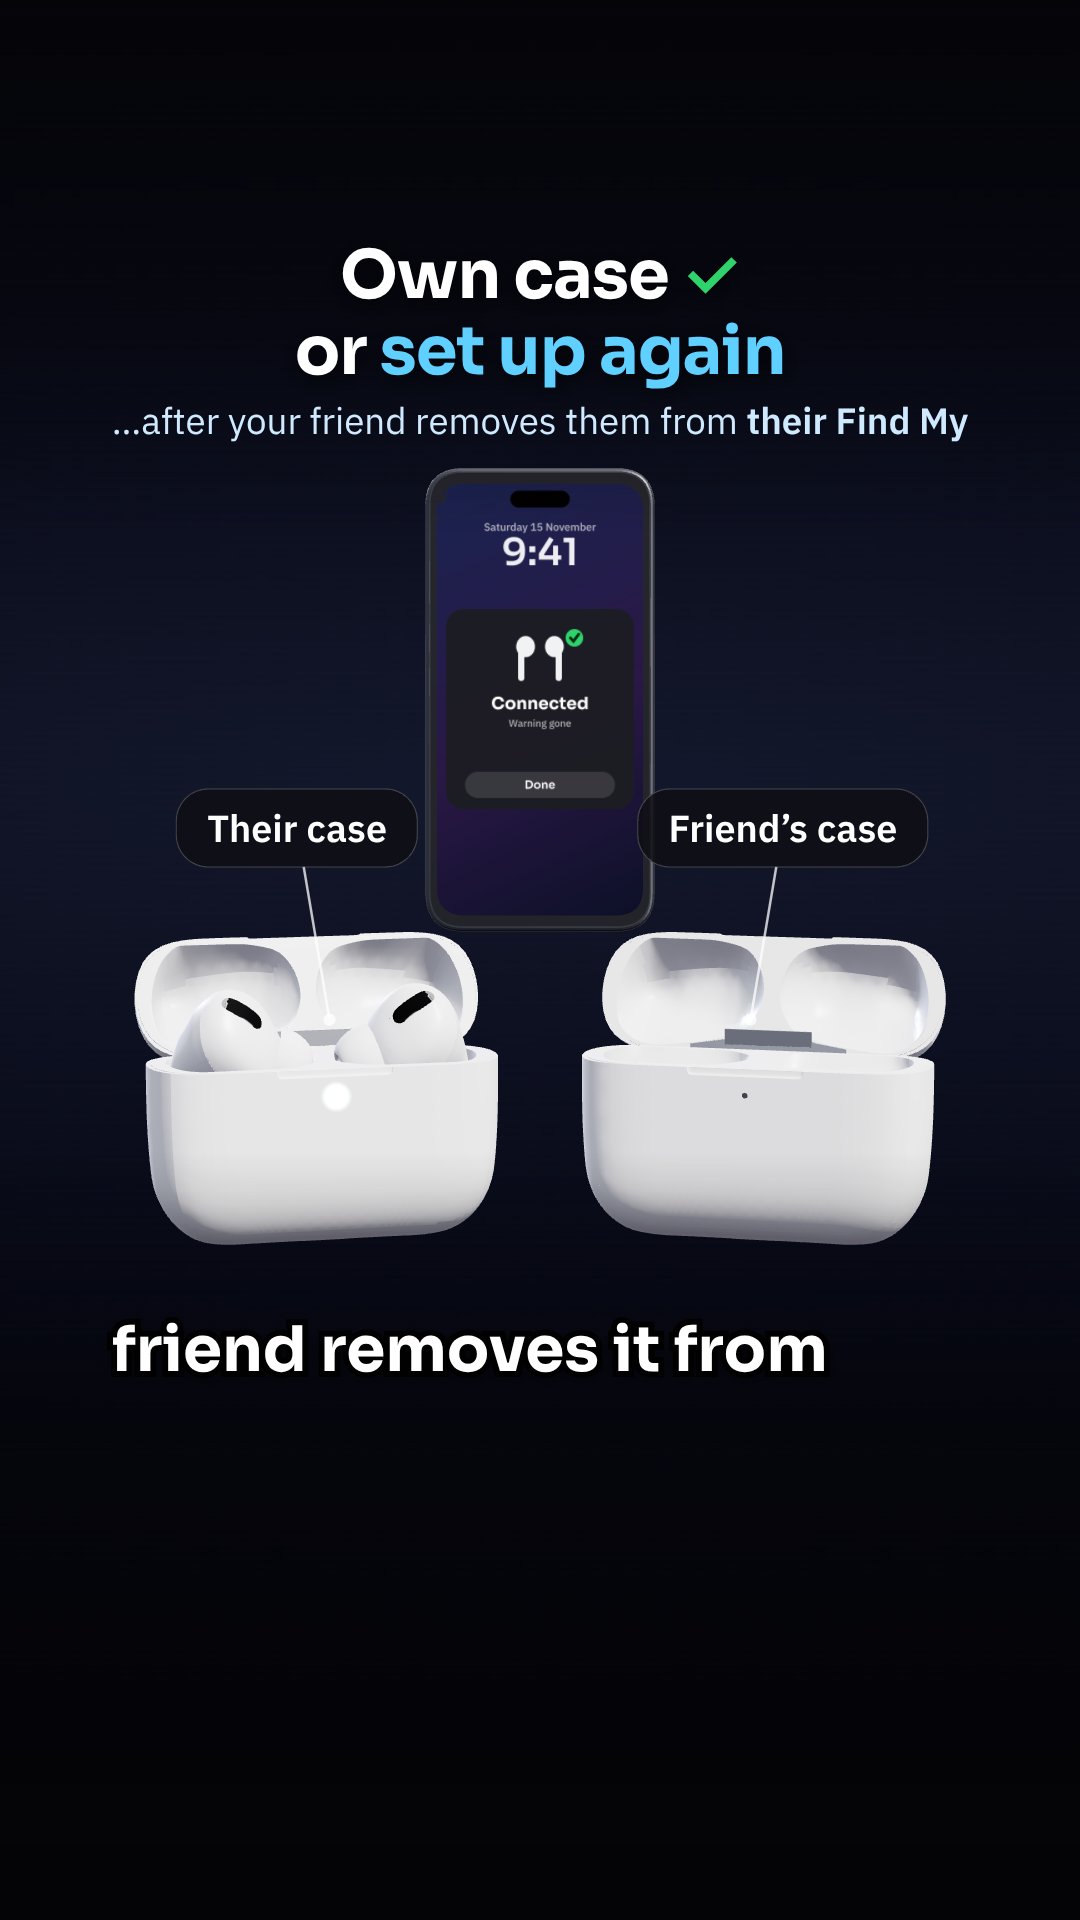 Own case
or set up again
...after your friend removes them from their Find My
Saturday 15 November
9:41
Connected
Warning gone
Done
Their case
Friend’s case
friend removes it from